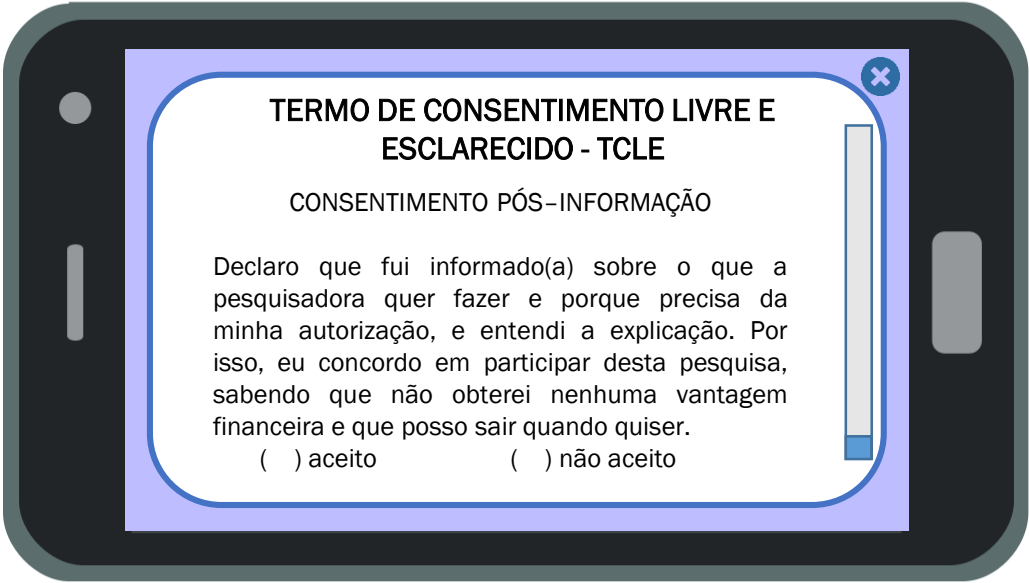 TERMO DE CONSENTIMENTO LIVRE E
ESCLARECIDO - TCLE
CONSENTIMENTO PÓS–INFORMAÇÃO
Declaro que fui informado(a) sobre o que a
pesquisadora quer fazer e porque precisa da
minha autorização, e entendi a explicação. Por
isso, eu concordo em participar desta pesquisa,
sabendo que não obterei nenhuma vantagem
financeira e que posso sair quando quiser.
( ) aceito ( ) não aceito